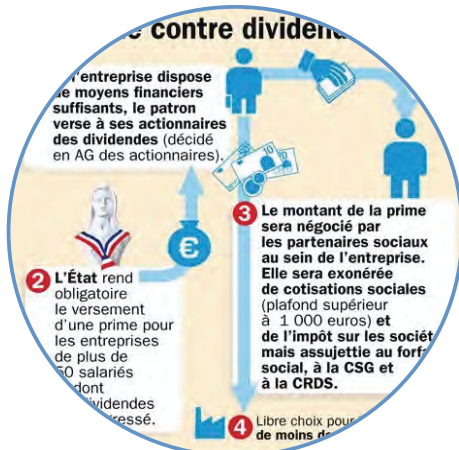 contre
l'entreprise dispose
de moyens financiers
suffisants, le patron
verse à ses actionnaires
des dividendes (décidé
en AG des actionnaires).
€
2 L'État rend
obligatoire
le versement
d'une prime pour
les entreprises
de plus de
50 salariés
dont
dividendes
3 Le montant de la prime
sera négocié par
les partenaires sociaux
au sein de l'entreprise.
Elle sera exonérée
de cotisations sociales
(plafond supérieur
à 1 000 euros) et
de l'impôt sur les
mais assujettie au
social, à la CSG et
à la CRDS.
4 Libre choix pour
de moins